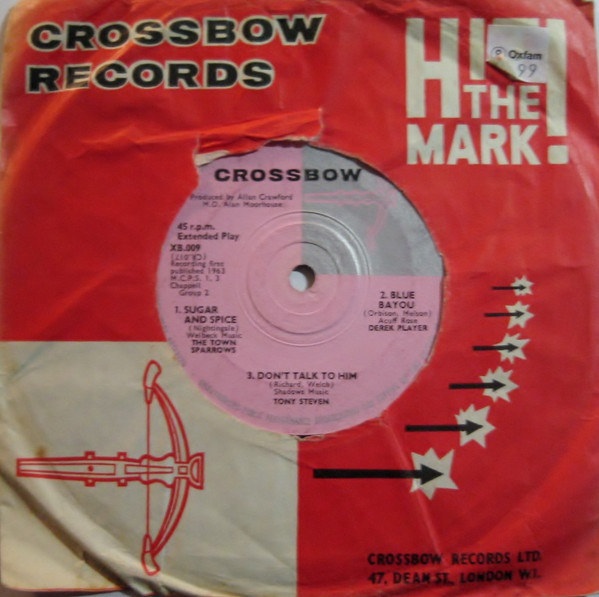 CROSSBOW
RECORDS
HIT
THE
MARK!
Oxfam
99
CROSSBOW
Produced by Allan Crawford
M.D. Alan Moorhouse
45 r.p.m.
Extended Play
XB.009
Recording first
published 1963
M.C.P.S. 1, 3
Chappell
Group 2
1. SUGAR
AND SPICE
(Nightingale)
Welbeck Music
THE TOWN
SPARROWS
2. BLUE
BAYOU
(Orbison, Melson)
Acuff Rose
DEREK PLAYER
3. DON'T TALK TO HIM
(Richard, Welch)
Shadows Music
TONY STEVEN
CROSSBOW RECORDS LTD.
47, DEAN ST., LONDON W1.